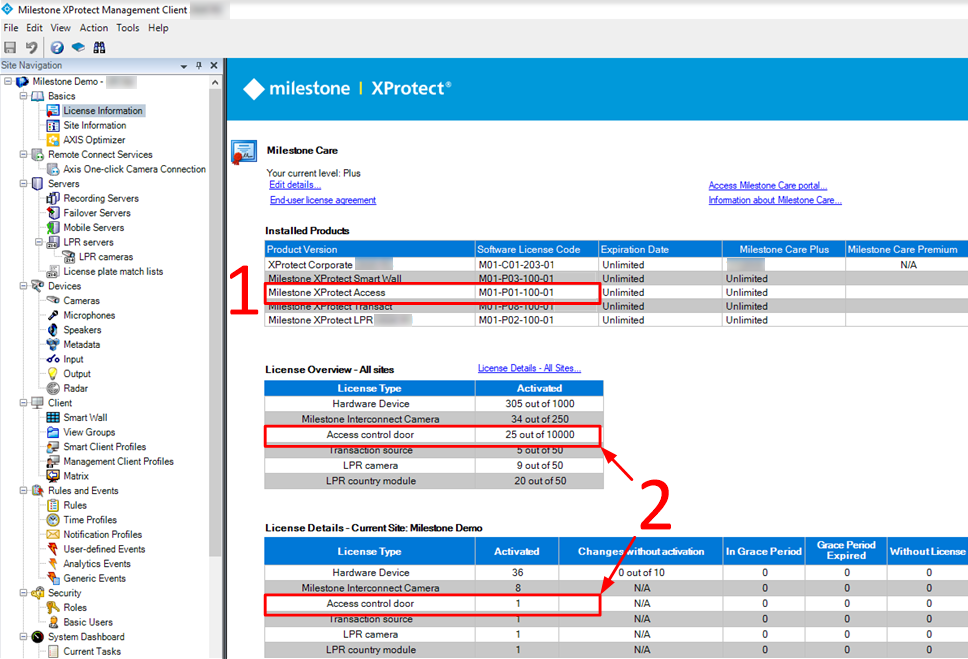 Milestone XProtect Management Client
File Edit View Action Tools Help
Site Navigation
Milestone Demo -
Basics
License Information
Site Information
AXIS Optimizer
Remote Connect Services
Axis One-click Camera Connection
Servers
Recording Servers
Failover Servers
Mobile Servers
LPR servers
LPR cameras
License plate match lists
Devices
Cameras
Microphones
Speakers
Metadata
Input
Output
Radar
Client
Smart Wall
View Groups
Smart Client Profiles
Management Client Profiles
Matrix
Rules and Events
Rules
Time Profiles
Notification Profiles
User-defined Events
Analytics Events
Generic Events
Security
Roles
Basic Users
System Dashboard
Current Tasks
milestone | XProtect®
Milestone Care
Your current level: Plus
Edit details... Access Milestone Care portal...
End-user license agreement Information about Milestone Care...
Installed Products
Product Version Software License Code Expiration Date Milestone Care Plus Milestone Care Premium
XProtect Corporate M01-C01-203-01 Unlimited N/A
Milestone XProtect Smart Wall M01-P03-100-01 Unlimited Unlimited
1 Milestone XProtect Access M01-P01-100-01 Unlimited Unlimited
Milestone XProtect Transact M01-P08-100-01 Unlimited Unlimited
Milestone XProtect LPR M01-P02-100-01 Unlimited Unlimited
License Overview - All sites License Details - All Sites...
License Type Activated
Hardware Device 305 out of 1000
Milestone Interconnect Camera 34 out of 250
Access control door 25 out of 10000
Transaction source 5 out of 50
LPR camera 9 out of 50
LPR country module 20 out of 50
2
License Details - Current Site: Milestone Demo
License Type Activated Changes without activation In Grace Period Grace Period Expired Without License
Hardware Device 36 0 out of 10 0 0 0
Milestone Interconnect Camera 8 N/A 0 0 0
Access control door 1 N/A 0 0 0
Transaction source 1 N/A 0 0 0
LPR camera 1 N/A 0 0 0
LPR country module 1 N/A 0 0 0